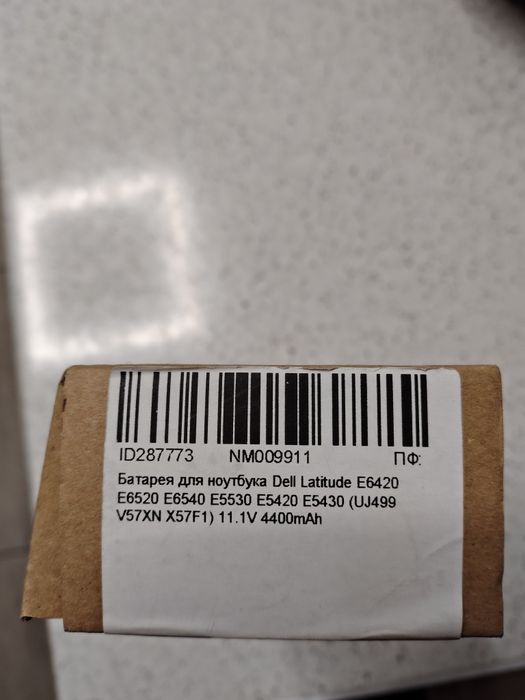 ID287773 NM009911 ПФ:
Батарея для ноутбука Dell Latitude E6420
E6520 E6540 E5530 E5420 E5430 (UJ499
V57XN X57F1) 11.1V 4400mAh